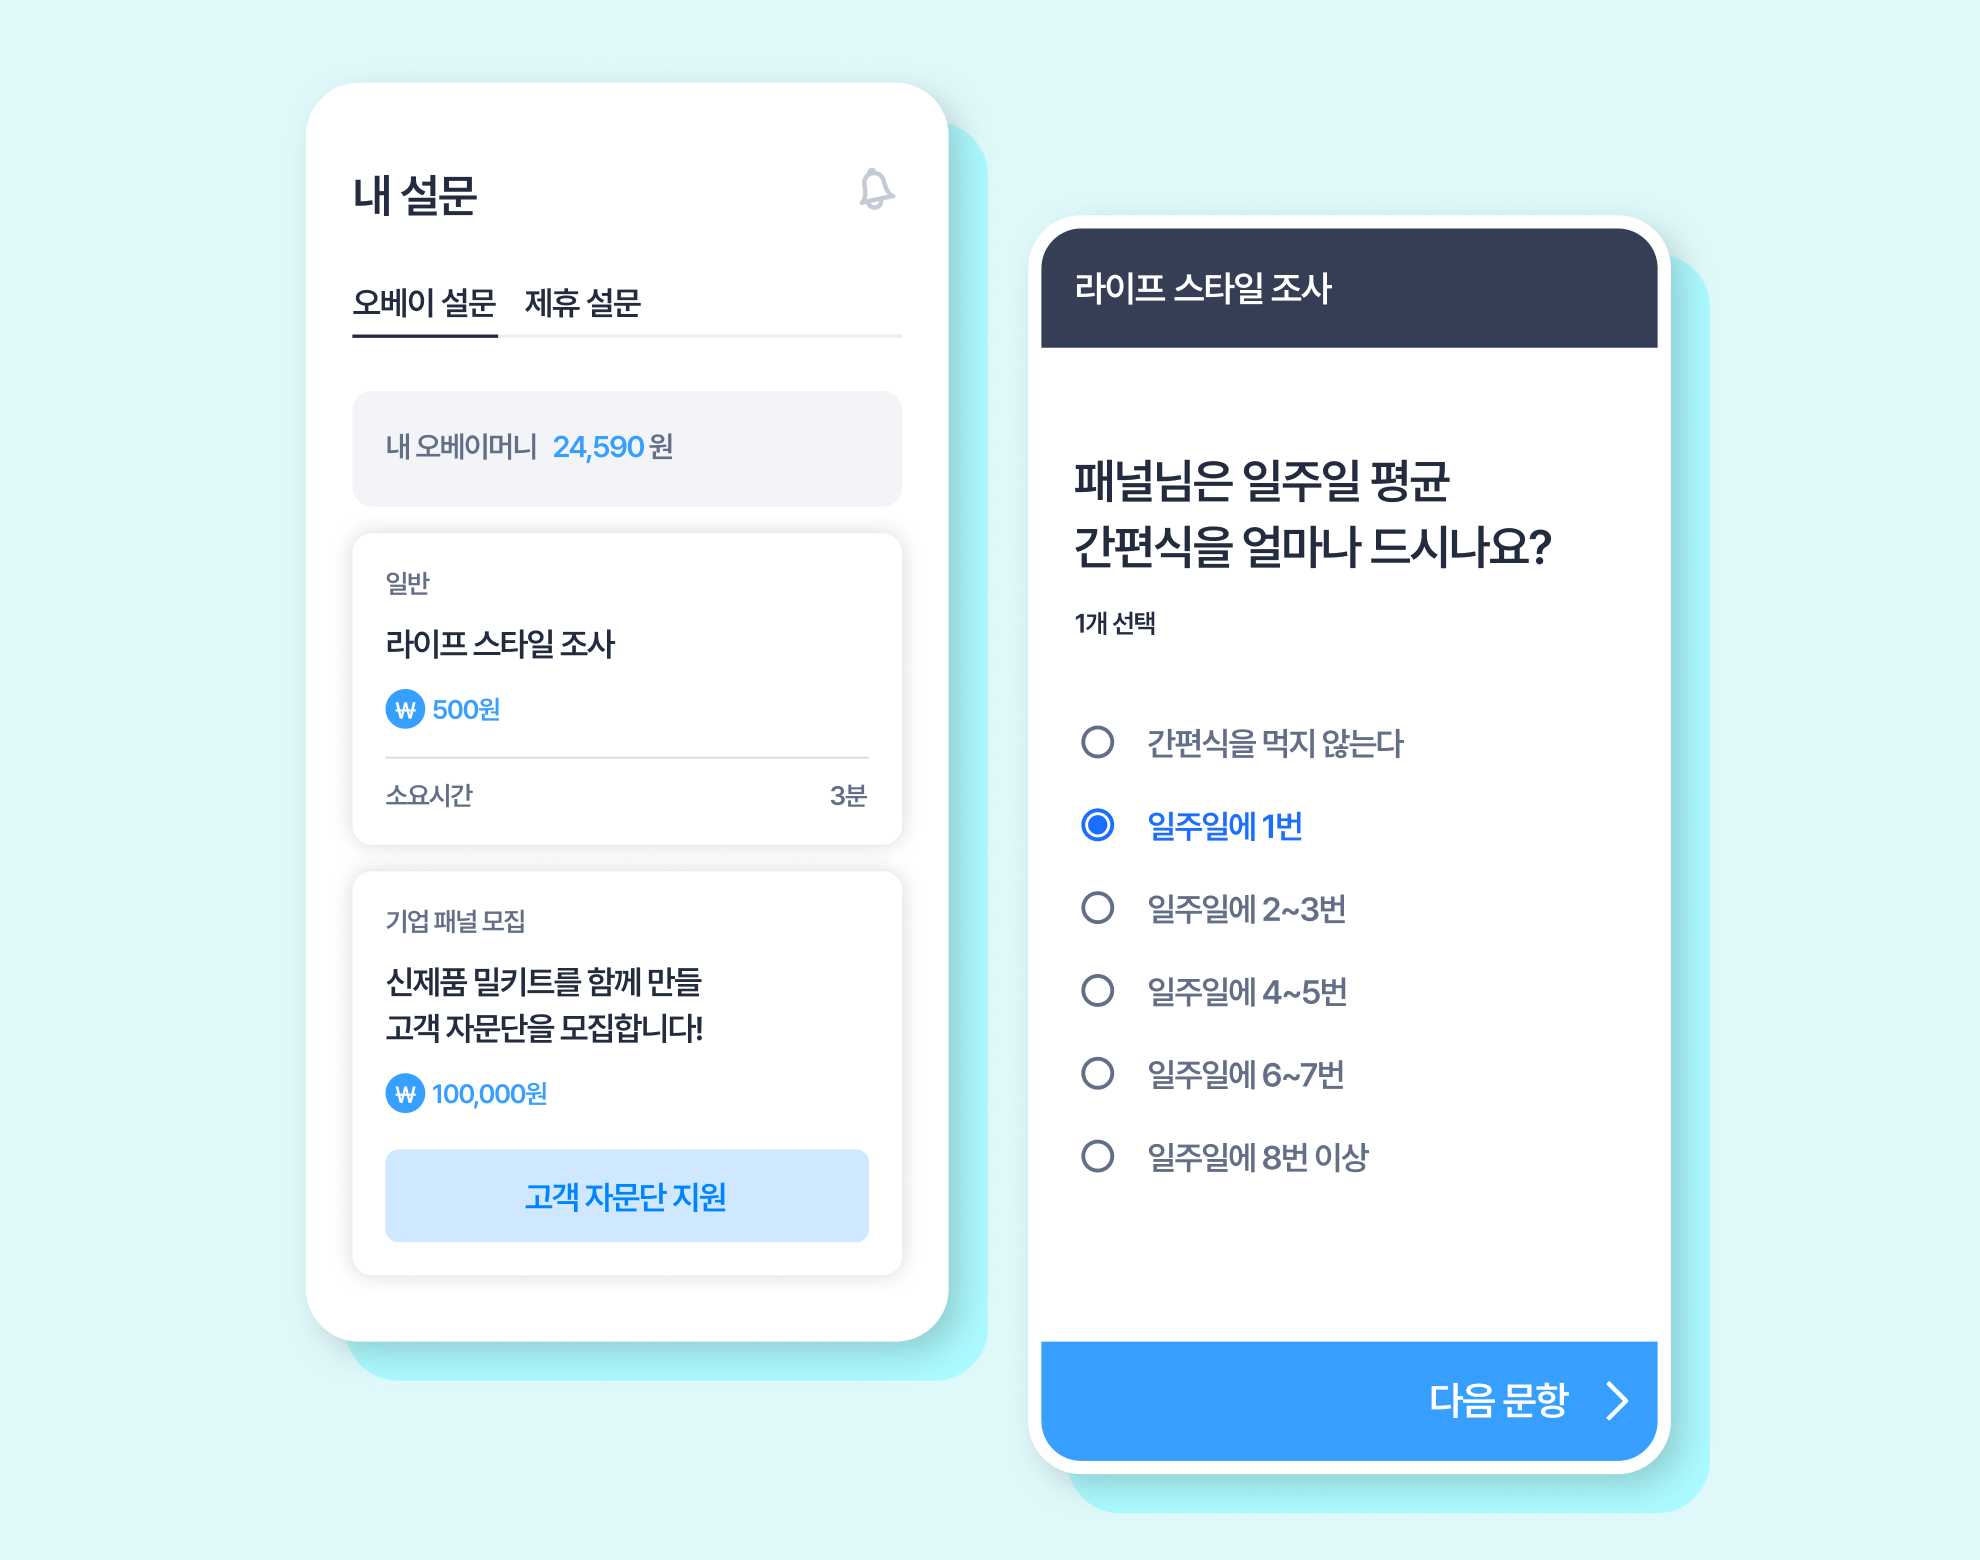 내 설문
오베이 설문 제휴 설문
내 오베이머니 24,590 원
일반
라이프 스타일 조사
₩ 500원
소요시간 3분
기업 패널 모집
신제품 밀키트를 함께 만들
고객 자문단을 모집합니다!
₩ 100,000원
고객 자문단 지원
라이프 스타일 조사
패널님은 일주일 평균
간편식을 얼마나 드시나요?
1개 선택
간편식을 먹지 않는다
일주일에 1번
일주일에 2~3번
일주일에 4~5번
일주일에 6~7번
일주일에 8번 이상
다음 문항